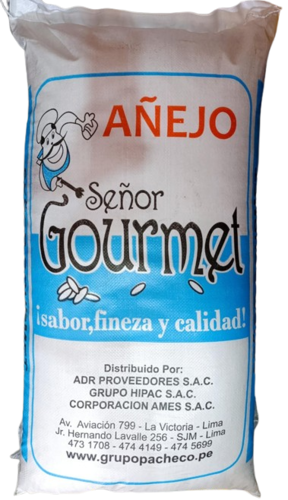 AÑEJO
Señor
Gourmet
¡sabor,fineza y calidad!
Distribuido Por:
ADR PROVEEDORES S.A.C.
GRUPO HIPAC S.A.C.
CORPORACION AMES S.A.C.
Av. Aviación 799 - La Victoria - Lima
Jr. Hernando Lavalle 256 - SJM - Lima
473 1708 - 474 4149 - 474 5699
www.grupopacheco.pe